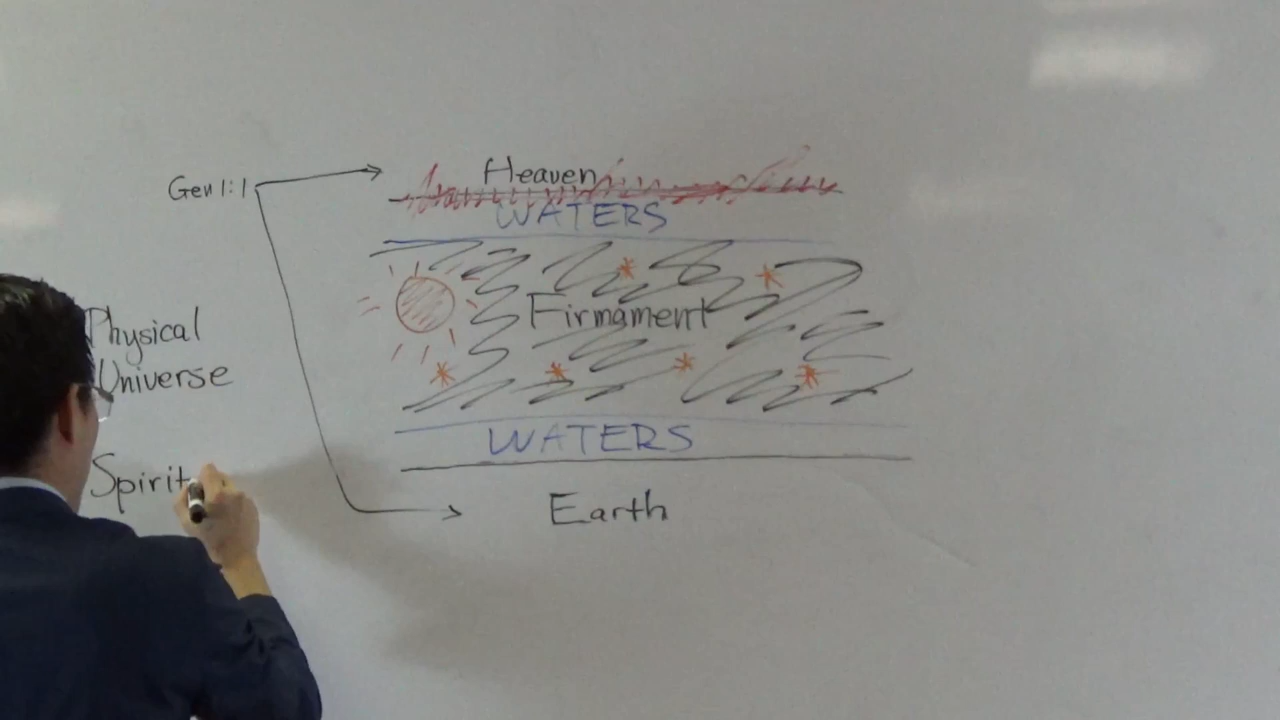 Heaven
Gen 1:1
WATERS
Firmament
Physical
Universe
WATERS
Spirit
Earth